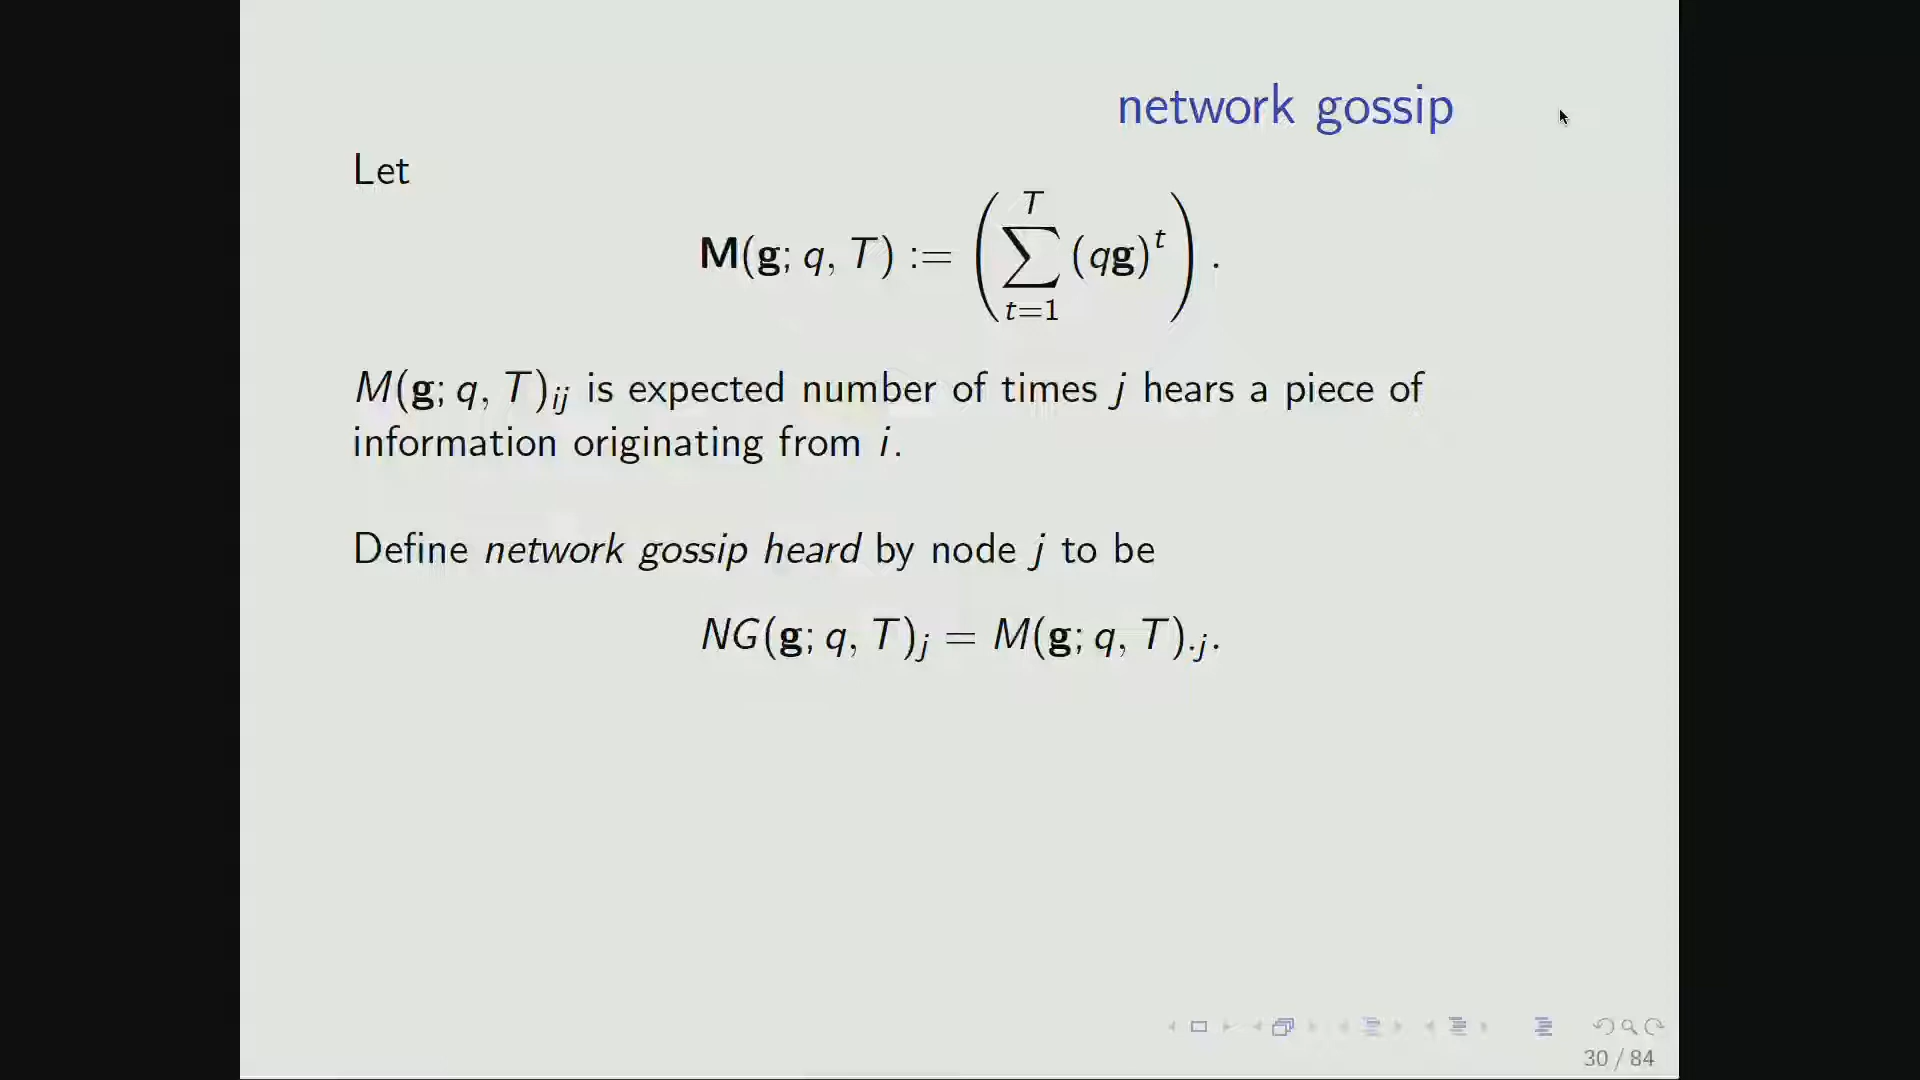 network gossip
Let
M(g; q, T) := ( ∑_{t=1}^{T} (qg)^t ) .
M(g; q, T)_{ij} is expected number of times j hears a piece of
information originating from i.
Define network gossip heard by node j to be
NG(g; q, T)_j = M(g; q, T)_{·j}.
30 / 84